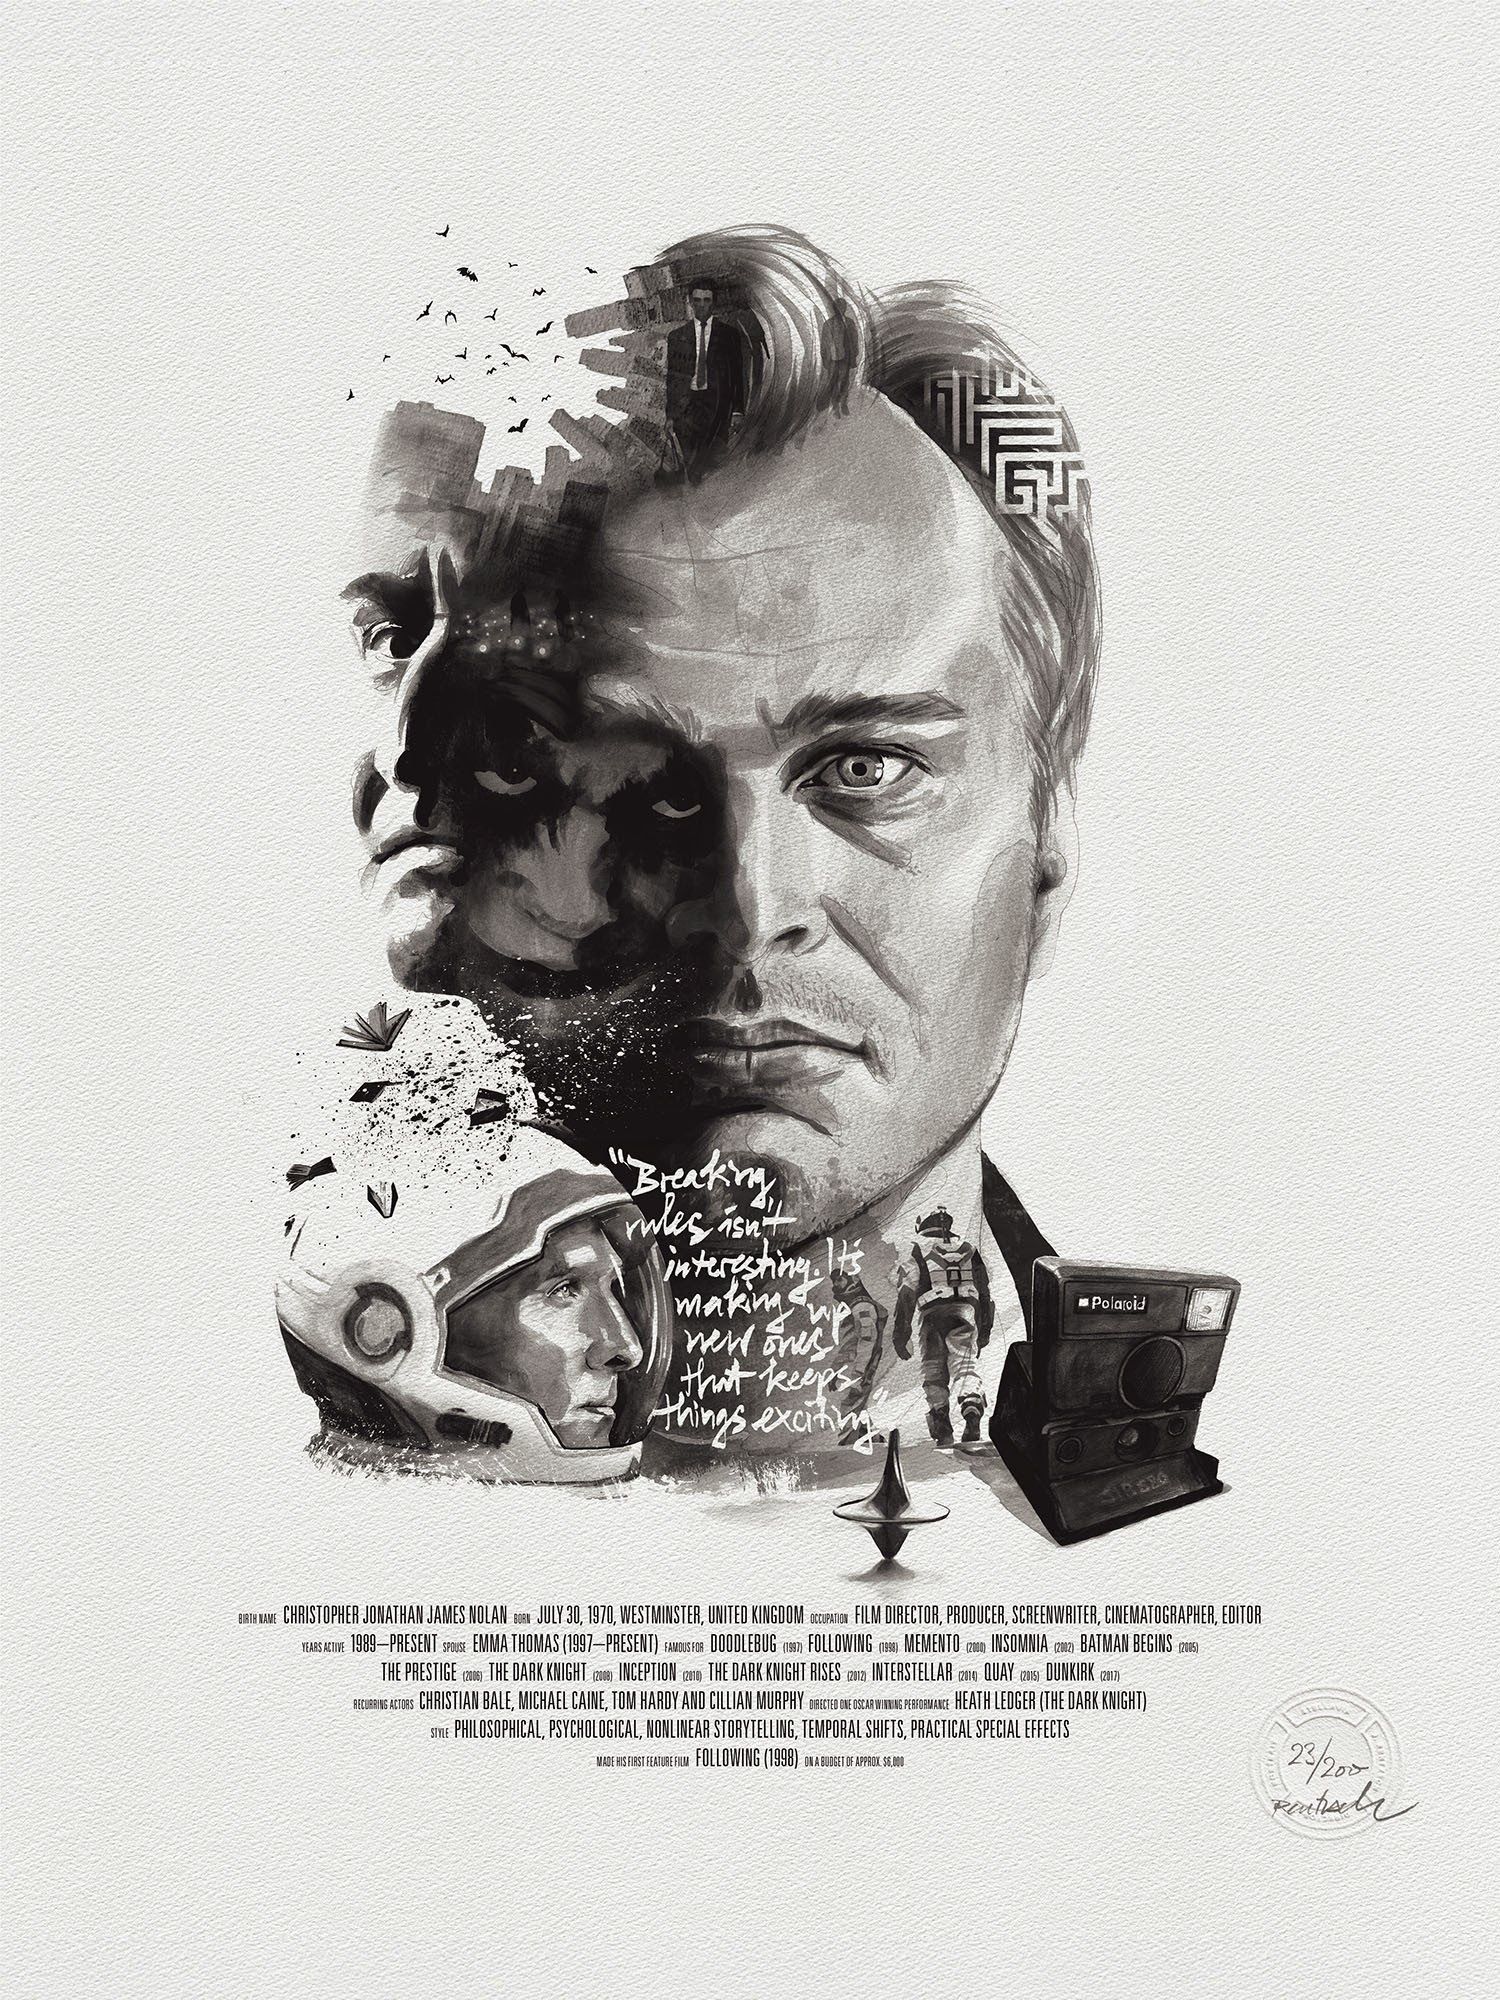 "Breaking
rules isn't
interesting. It's
making up
new ones
that keeps
things exciting"
Polaroid
BIRTH NAME CHRISTOPHER JONATHAN JAMES NOLAN BORN JULY 30, 1970, WESTMINSTER, UNITED KINGDOM OCCUPATION FILM DIRECTOR, PRODUCER, SCREENWRITER, CINEMATOGRAPHER, EDITOR
YEARS ACTIVE 1989—PRESENT SPOUSE EMMA THOMAS (1997—PRESENT) FAMOUS FOR DOODLEBUG (1997) FOLLOWING (1998) MEMENTO (2000) INSOMNIA (2002) BATMAN BEGINS (2005)
THE PRESTIGE (2006) THE DARK KNIGHT (2008) INCEPTION (2010) THE DARK KNIGHT RISES (2012) INTERSTELLAR (2014) QUAY (2015) DUNKIRK (2017)
RECURRING ACTORS CHRISTIAN BALE, MICHAEL CAINE, TOM HARDY AND CILLIAN MURPHY DIRECTED ONE OSCAR WINNING PERFORMANCE HEATH LEDGER (THE DARK KNIGHT)
STYLE PHILOSOPHICAL, PSYCHOLOGICAL, NONLINEAR STORYTELLING, TEMPORAL SHIFTS, PRACTICAL SPECIAL EFFECTS
MADE HIS FIRST FEATURE FILM FOLLOWING (1998) ON A BUDGET OF APPROX. $6,000
23/200